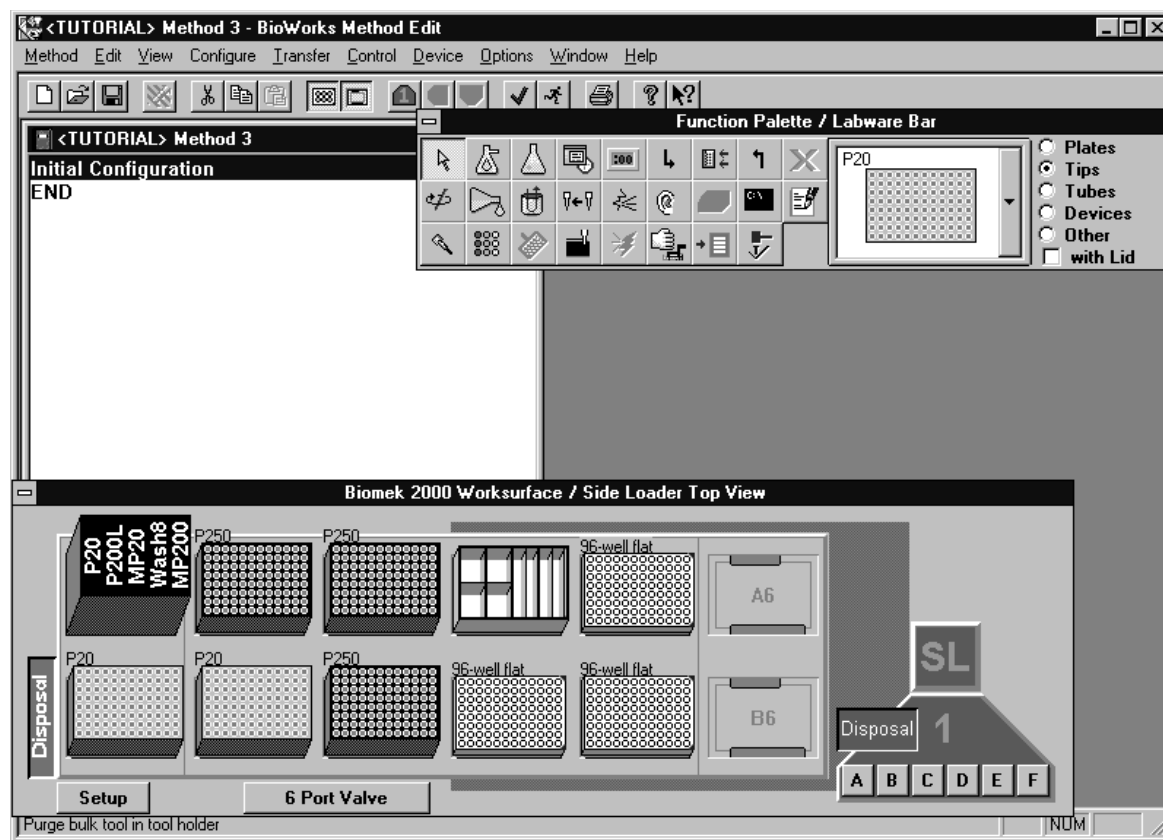 <TUTORIAL> Method 3 - BioWorks Method Edit
Method Edit View Configure Transfer Control Device Options Window Help
1
Function Palette / Labware Bar
<TUTORIAL> Method 3
Initial Configuration
END
:00
C:\
P20
Plates
Tips
Tubes
Devices
Other
with Lid
Biomek 2000 Worksurface / Side Loader Top View
P20
P200L
MP20
Wash8
MP200
P250
P250
96-well flat
A6
P20
P20
P250
96-well flat
96-well flat
B6
Disposal
SL
Disposal
1
A B C D E F
Setup
6 Port Valve
Purge bulk tool in tool holder
NUM